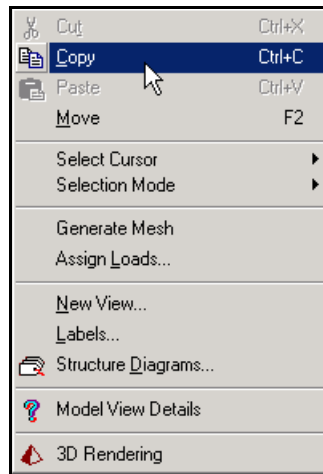 Cut Ctrl+X
Copy Ctrl+C
Paste Ctrl+V
Move F2
Select Cursor
Selection Mode
Generate Mesh
Assign Loads...
New View...
Labels...
Structure Diagrams...
Model View Details
3D Rendering